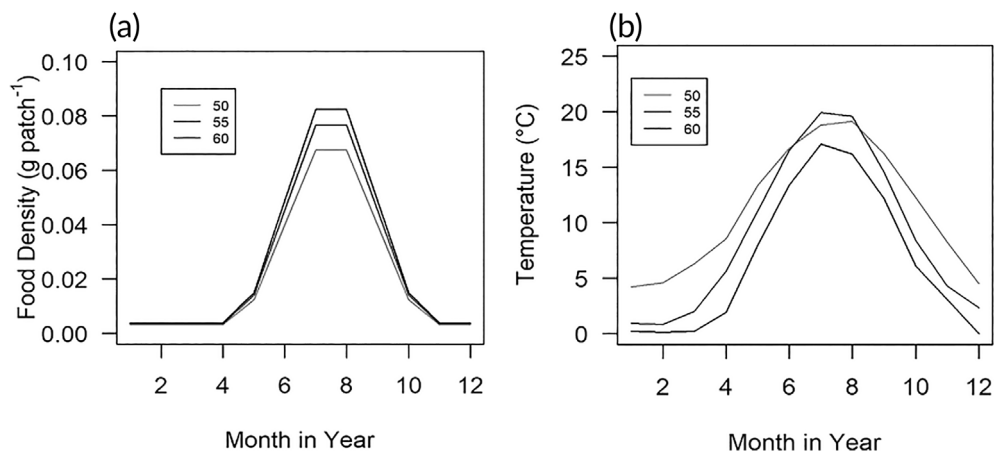 (a)
Food Density (g patch-1)
0.10
0.08
0.06
0.04
0.02
0.00
50
55
60
2 4 6 8 10 12
Month in Year
(b)
Temperature (°C)
25
20
15
10
5
0
50
55
60
2 4 6 8 10 12
Month in Year